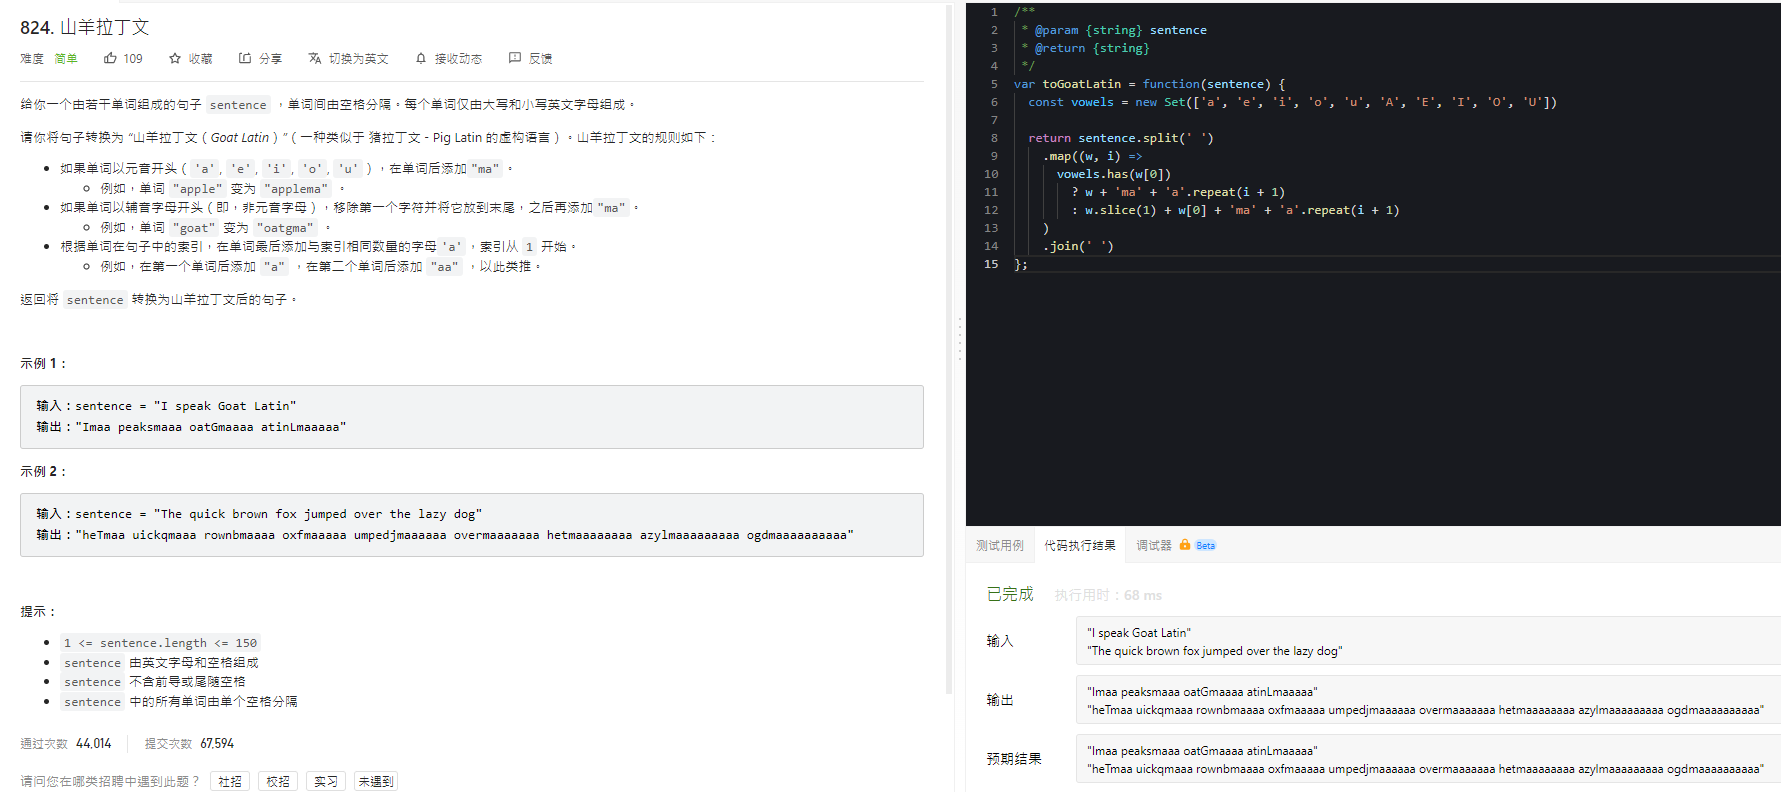 824. 山羊拉丁文
难度 简单 109 收藏 分享 切换为英文 接收动态 反馈
给你一个由若干单词组成的句子 sentence ，单词间由空格分隔。每个单词仅由大写和小写英文字母组成。
请你将句子转换为 “山羊拉丁文（Goat Latin）”（一种类似于 猪拉丁文 - Pig Latin 的虚构语言）。山羊拉丁文的规则如下：
如果单词以元音开头（'a', 'e', 'i', 'o', 'u'），在单词后添加"ma"。
例如，单词 "apple" 变为 "applema" 。
如果单词以辅音字母开头（即，非元音字母），移除第一个字符并将它放到末尾，之后再添加"ma"。
例如，单词 "goat" 变为 "oatgma" 。
根据单词在句子中的索引，在单词最后添加与索引相同数量的字母'a'，索引从 1 开始。
例如，在第一个单词后添加 "a" ，在第二个单词后添加 "aa" ，以此类推。
返回将 sentence 转换为山羊拉丁文后的句子。
示例 1：
输入：sentence = "I speak Goat Latin"
输出："Imaa peaksmaaa oatGmaaaa atinLmaaaaa"
示例 2：
输入：sentence = "The quick brown fox jumped over the lazy dog"
输出："heTmaa uickqmaaa rownbmaaaa oxfmaaaaa umpedjmaaaaaa overmaaaaaaa hetmaaaaaaaa azylmaaaaaaaaa ogdmaaaaaaaaaa"
提示：
1 <= sentence.length <= 150
sentence 由英文字母和空格组成
sentence 不含前导或尾随空格
sentence 中的所有单词由单个空格分隔
通过次数 44,014 提交次数 67,594
请问您在哪类招聘中遇到此题？ 社招 校招 实习 未遇到
1 /**
2 * @param {string} sentence
3 * @return {string}
4 */
5 var toGoatLatin = function(sentence) {
6 const vowels = new Set(['a', 'e', 'i', 'o', 'u', 'A', 'E', 'I', 'O', 'U'])
7
8 return sentence.split(' ')
9 .map((w, i) =>
10 vowels.has(w[0])
11 ? w + 'ma' + 'a'.repeat(i + 1)
12 : w.slice(1) + w[0] + 'ma' + 'a'.repeat(i + 1)
13 )
14 .join(' ')
15 };
测试用例 代码执行结果 调试器 Beta
已完成 执行用时：68 ms
输入
"I speak Goat Latin"
"The quick brown fox jumped over the lazy dog"
输出
"Imaa peaksmaaa oatGmaaaa atinLmaaaaa"
"heTmaa uickqmaaa rownbmaaaa oxfmaaaaa umpedjmaaaaaa overmaaaaaaa hetmaaaaaaaa azylmaaaaaaaaa ogdmaaaaaaaaaa"
预期结果
"Imaa peaksmaaa oatGmaaaa atinLmaaaaa"
"heTmaa uickqmaaa rownbmaaaa oxfmaaaaa umpedjmaaaaaa overmaaaaaaa hetmaaaaaaaa azylmaaaaaaaaa ogdmaaaaaaaaaa"